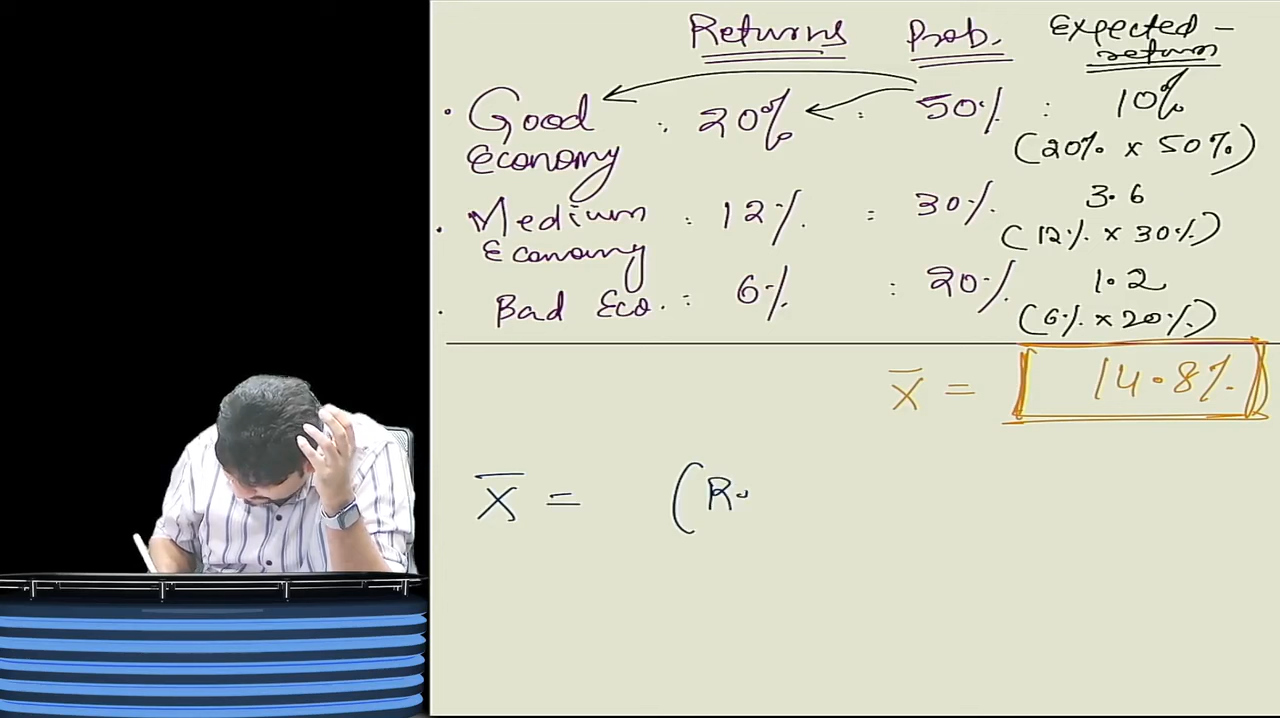 Returns Prob. Expected - return
· Good Economy : 20% : 50% : 10%
(20% x 50%)
· Medium Economy : 12% : 30% 3.6
(12% x 30%)
· Bad Eco. : 6% : 20% 1.2
(6% x 20%)
x̄ = 14.8%
X̄ = (R.